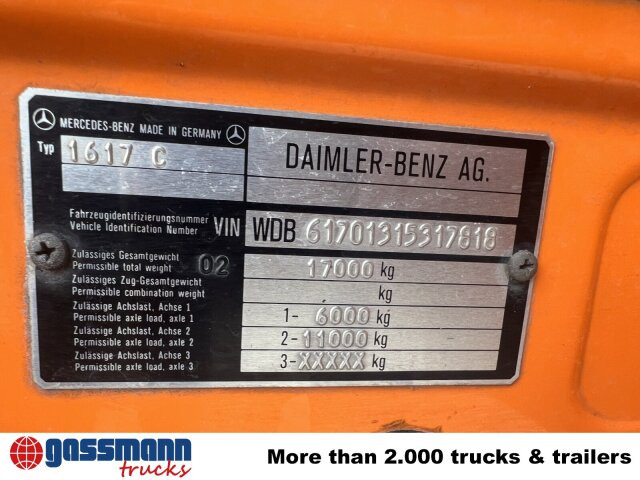 MERCEDES-BENZ MADE IN GERMANY
Typ 1617 C
DAIMLER-BENZ AG.
Fahrzeugidentifizierungsnummer
Vehicle Identification Number VIN WDB 61701315317818
Zulässiges Gesamtgewicht
Permissible total weight 02 17000 kg
Zulässiges Zug-Gesamtgewicht
Permissible combination weight kg
Zulässige Achslast, Achse 1
Permissible axle load, axle 1 1- 6000 kg
Zulässige Achslast, Achse 2
Permissible axle load, axle 2 2- 11000 kg
Zulässige Achslast, Achse 3
Permissible axle load, axle 3 3- XXXXX kg
gassmann
trucks
More than 2.000 trucks & trailers